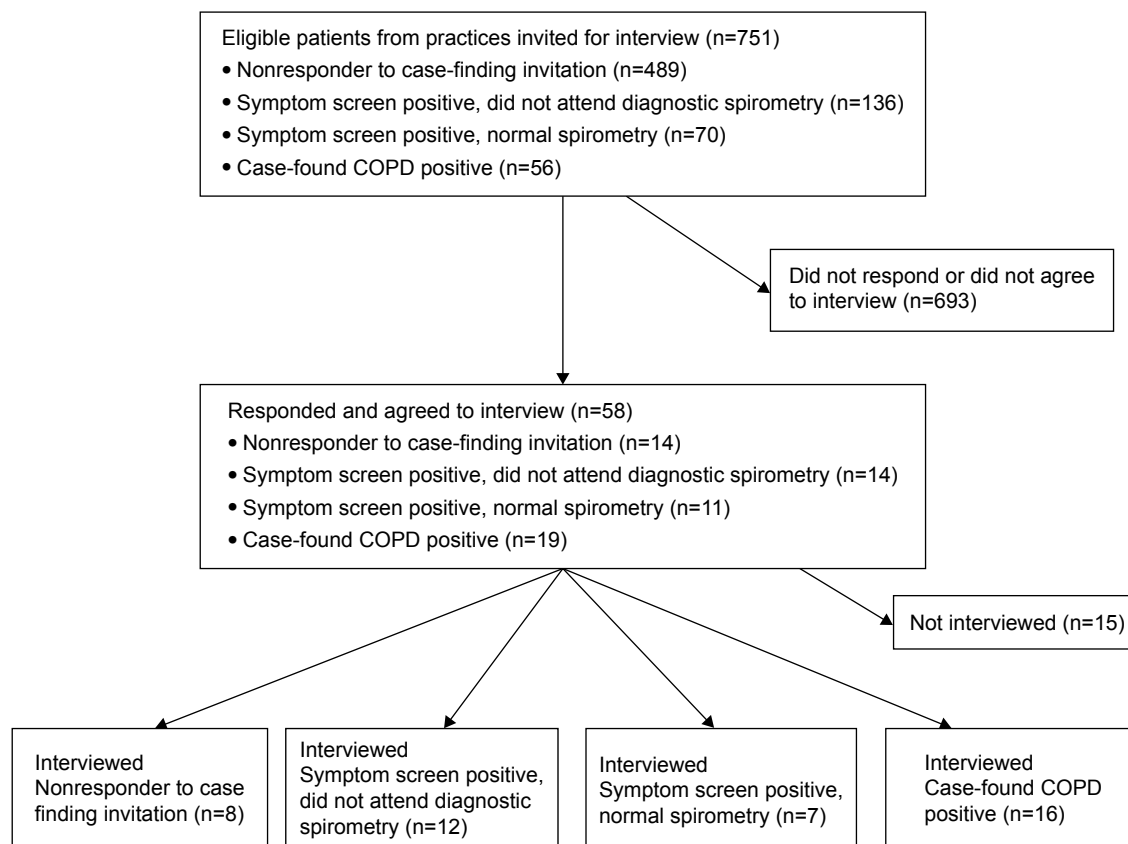 Eligible patients from practices invited for interview (n=751)
• Nonresponder to case-finding invitation (n=489)
• Symptom screen positive, did not attend diagnostic spirometry (n=136)
• Symptom screen positive, normal spirometry (n=70)
• Case-found COPD positive (n=56)
Did not respond or did not agree
to interview (n=693)
Responded and agreed to interview (n=58)
• Nonresponder to case-finding invitation (n=14)
• Symptom screen positive, did not attend diagnostic spirometry (n=14)
• Symptom screen positive, normal spirometry (n=11)
• Case-found COPD positive (n=19)
Not interviewed (n=15)
Interviewed
Nonresponder to case
finding invitation (n=8)
Interviewed
Symptom screen positive,
did not attend diagnostic
spirometry (n=12)
Interviewed
Symptom screen positive,
normal spirometry (n=7)
Interviewed
Case-found COPD
positive (n=16)